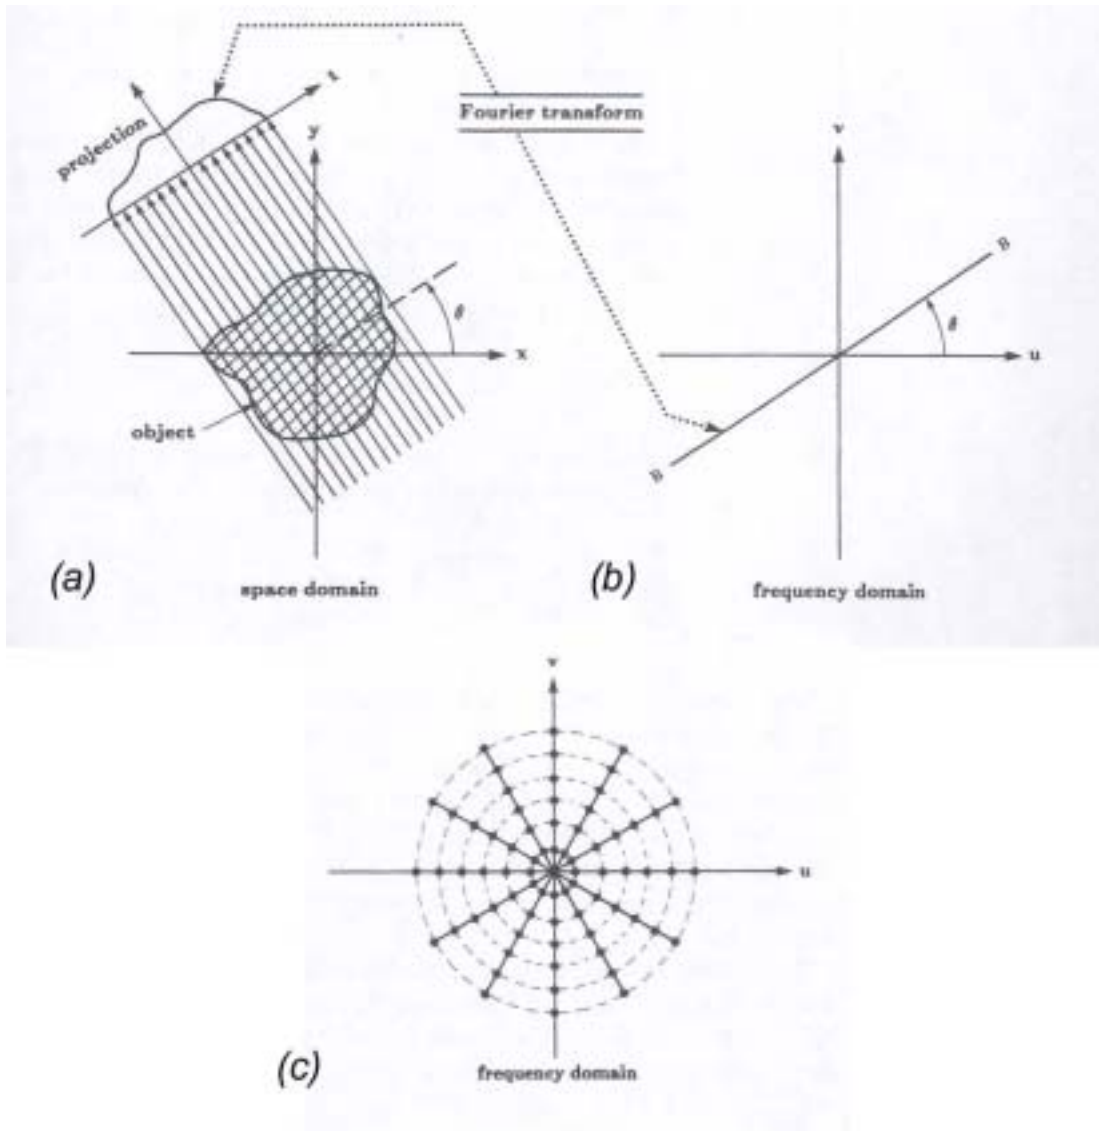 t
Fourier transform
projection
y
v
θ
x
object
B
θ
u
B
(a)
space domain
(b)
frequency domain
v
u
(c)
frequency domain